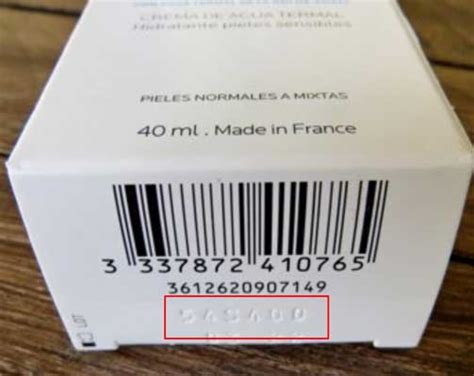 CREMA DE AGUA TERMAL
Hidratante pieles sensibles
PIELES NORMALES A MIXTAS
40 ml . Made in France
3 337872 410765
3612620907149
LOT